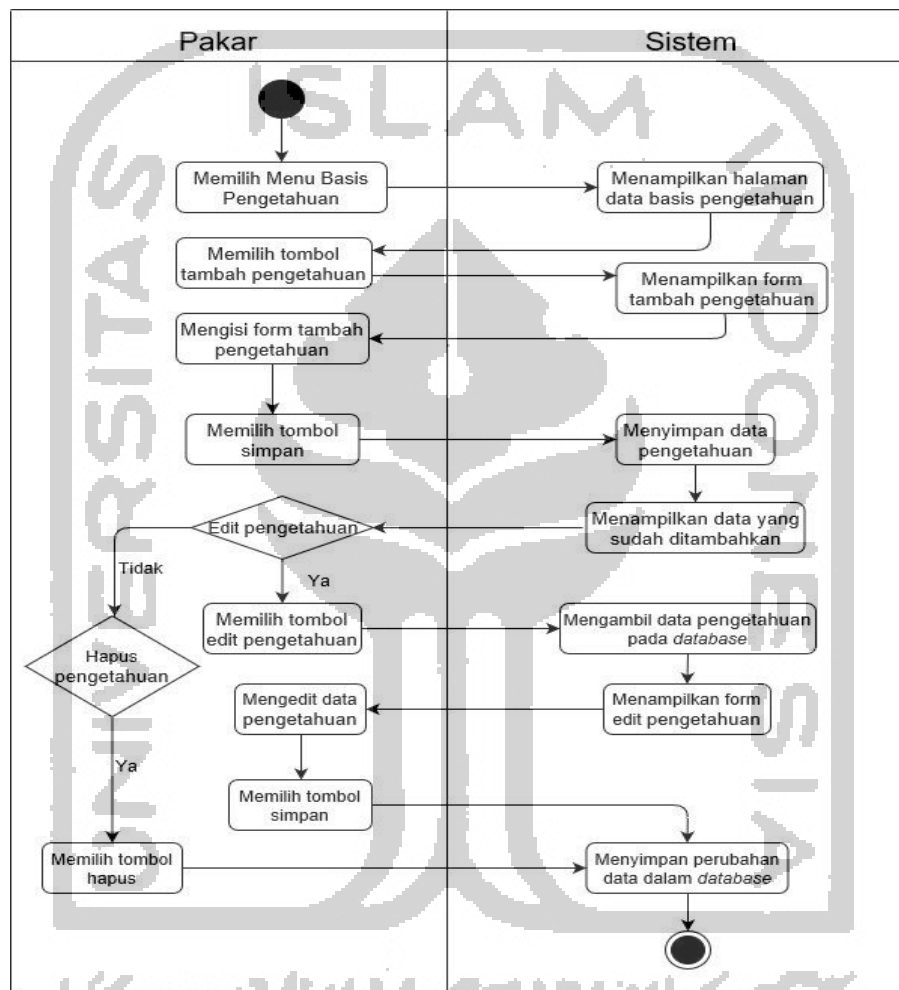 Pakar
Sistem
ISLAM
UNIVERSITAS
INDONESIA
Memilih Menu Basis
Pengetahuan
Menampilkan halaman
data basis pengetahuan
Memilih tombol
tambah pengetahuan
Menampilkan form
tambah pengetahuan
Mengisi form tambah
pengetahuan
Memilih tombol
simpan
Menyimpan data
pengetahuan
Menampilkan data yang
sudah ditambahkan
Edit pengetahuan
Tidak
Ya
Memilih tombol
edit pengetahuan
Mengambil data pengetahuan
pada database
Hapus
pengetahuan
Menampilkan form
edit pengetahuan
Mengedit data
pengetahuan
Ya
Memilih tombol
simpan
Memilih tombol
hapus
Menyimpan perubahan
data dalam database